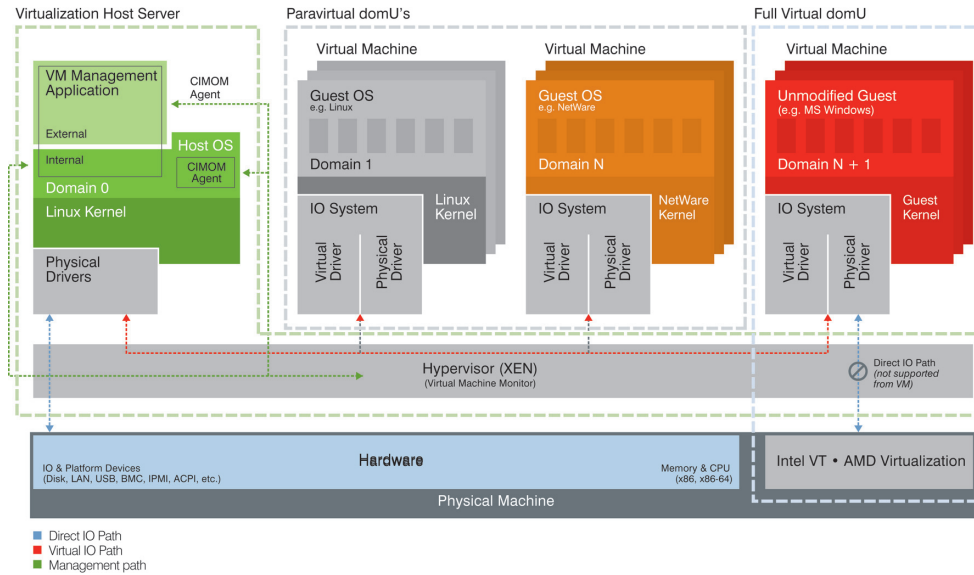 Virtualization Host Server
Paravirtual domU's
Full Virtual domU
VM Management
Application
External
Internal
CIMOM
Agent
Host OS
CIMOM
Agent
Domain 0
Linux Kernel
Physical
Drivers
Virtual Machine
Guest OS
e.g. Linux
Domain 1
IO System
Linux
Kernel
Virtual
Driver
Physical
Driver
Virtual Machine
Guest OS
e.g. NetWare
Domain N
IO System
NetWare
Kernel
Virtual
Driver
Physical
Driver
Virtual Machine
Unmodified Guest
(e.g. MS Windows)
Domain N + 1
IO System
Guest
Kernel
Virtual
Driver
Physical
Driver
Hypervisor (XEN)
(Virtual Machine Monitor)
Direct IO Path
(not supported
from VM)
Hardware
IO & Platform Devices
(Disk, LAN, USB, BMC, IPMI, ACPI, etc.)
Memory & CPU
(x86, x86-64)
Intel VT • AMD Virtualization
Physical Machine
Direct IO Path
Virtual IO Path
Management path